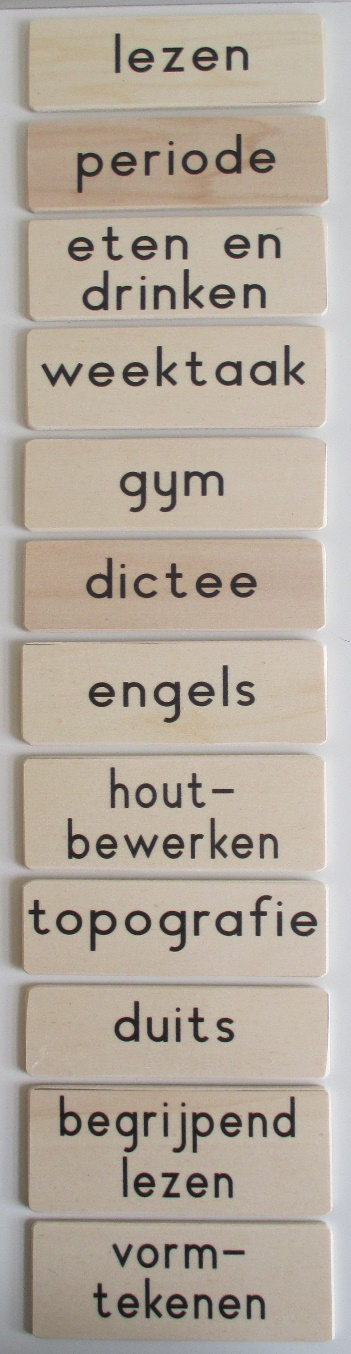 lezen
periode
eten en
drinken
weektaak
gym
dictee
engels
hout-
bewerken
topografie
duits
begrijpend
lezen
vorm-
tekenen